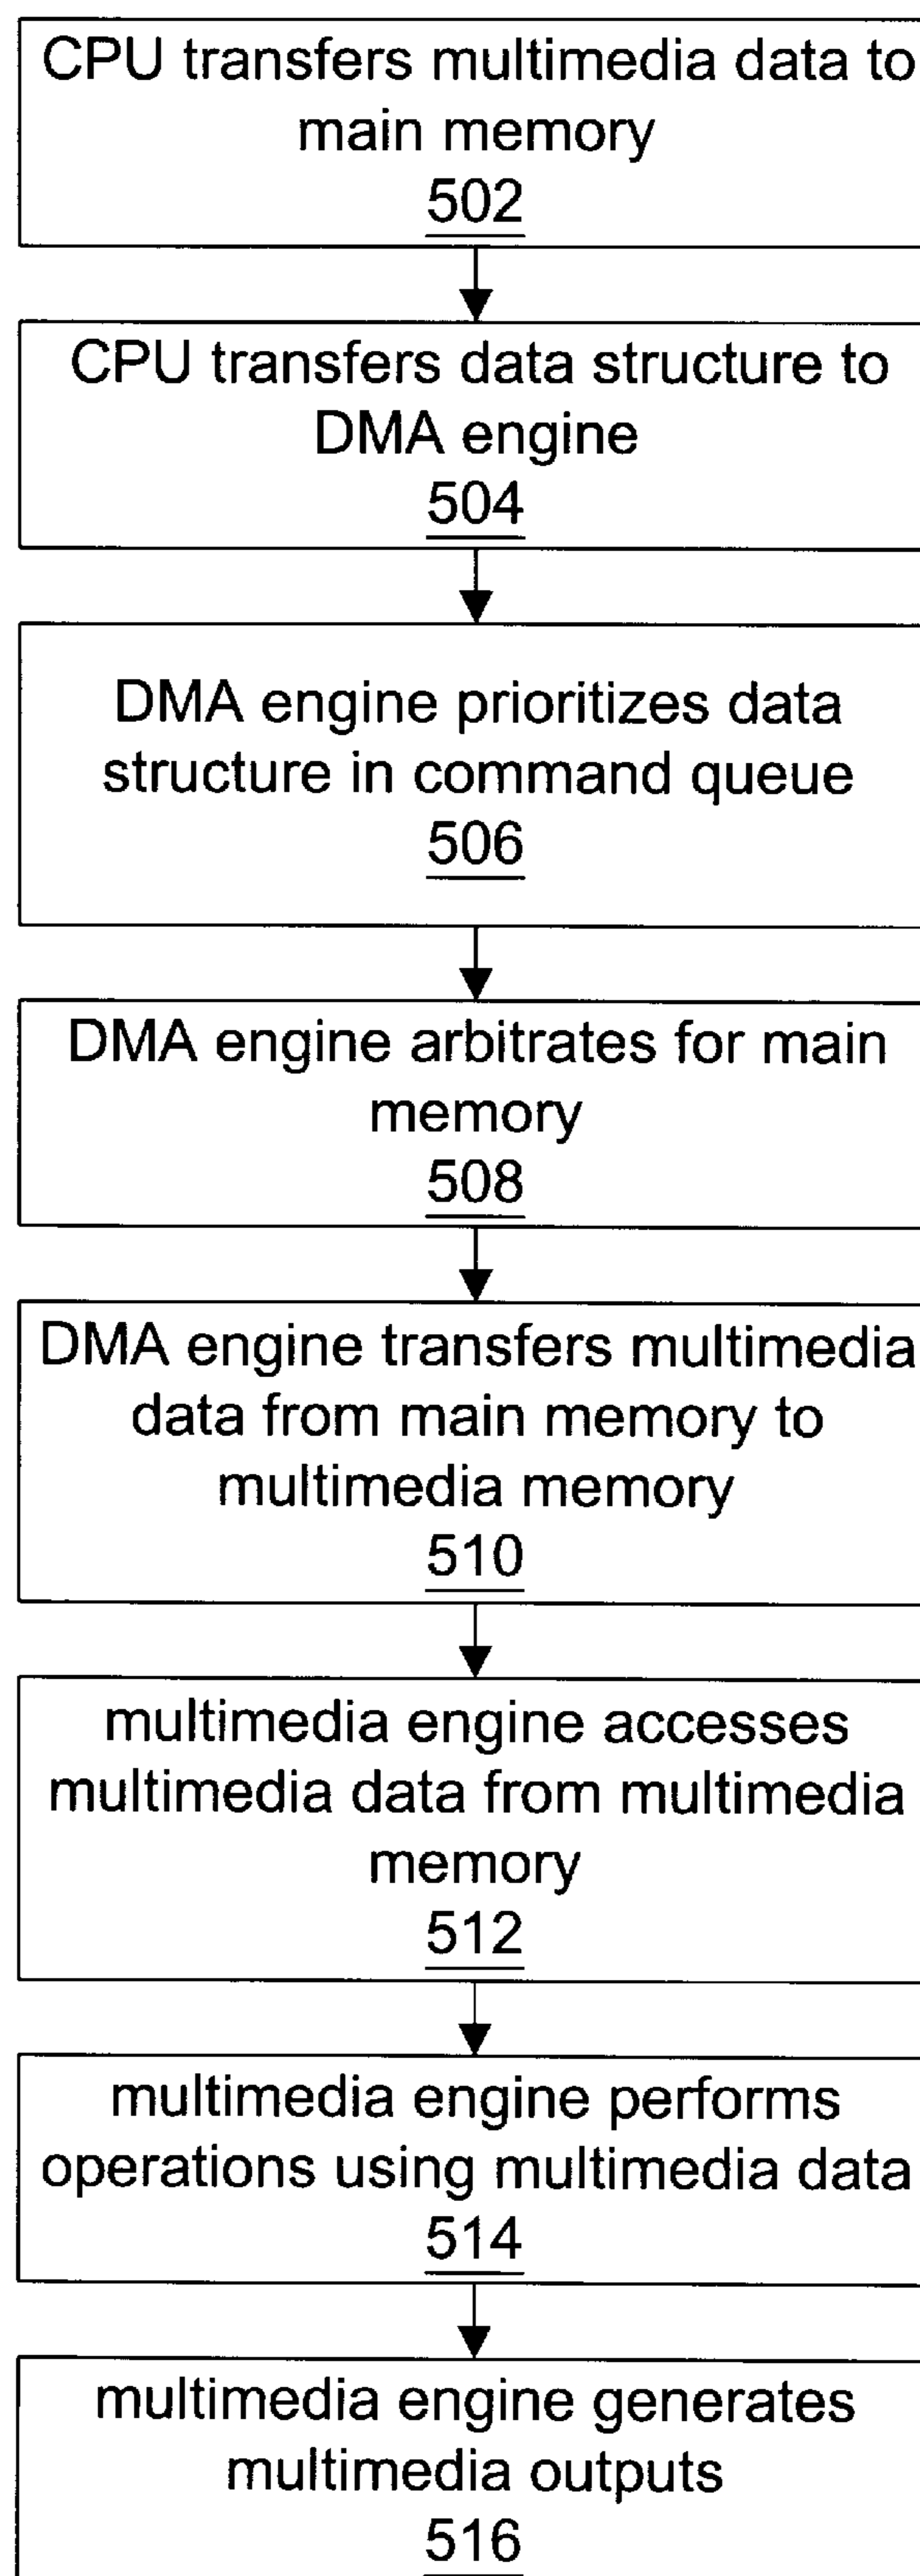 CPU transfers multimedia data to
main memory
502
CPU transfers data structure to
DMA engine
504
DMA engine prioritizes data
structure in command queue
506
DMA engine arbitrates for main
memory
508
DMA engine transfers multimedia
data from main memory to
multimedia memory
510
multimedia engine accesses
multimedia data from multimedia
memory
512
multimedia engine performs
operations using multimedia data
514
multimedia engine generates
multimedia outputs
516